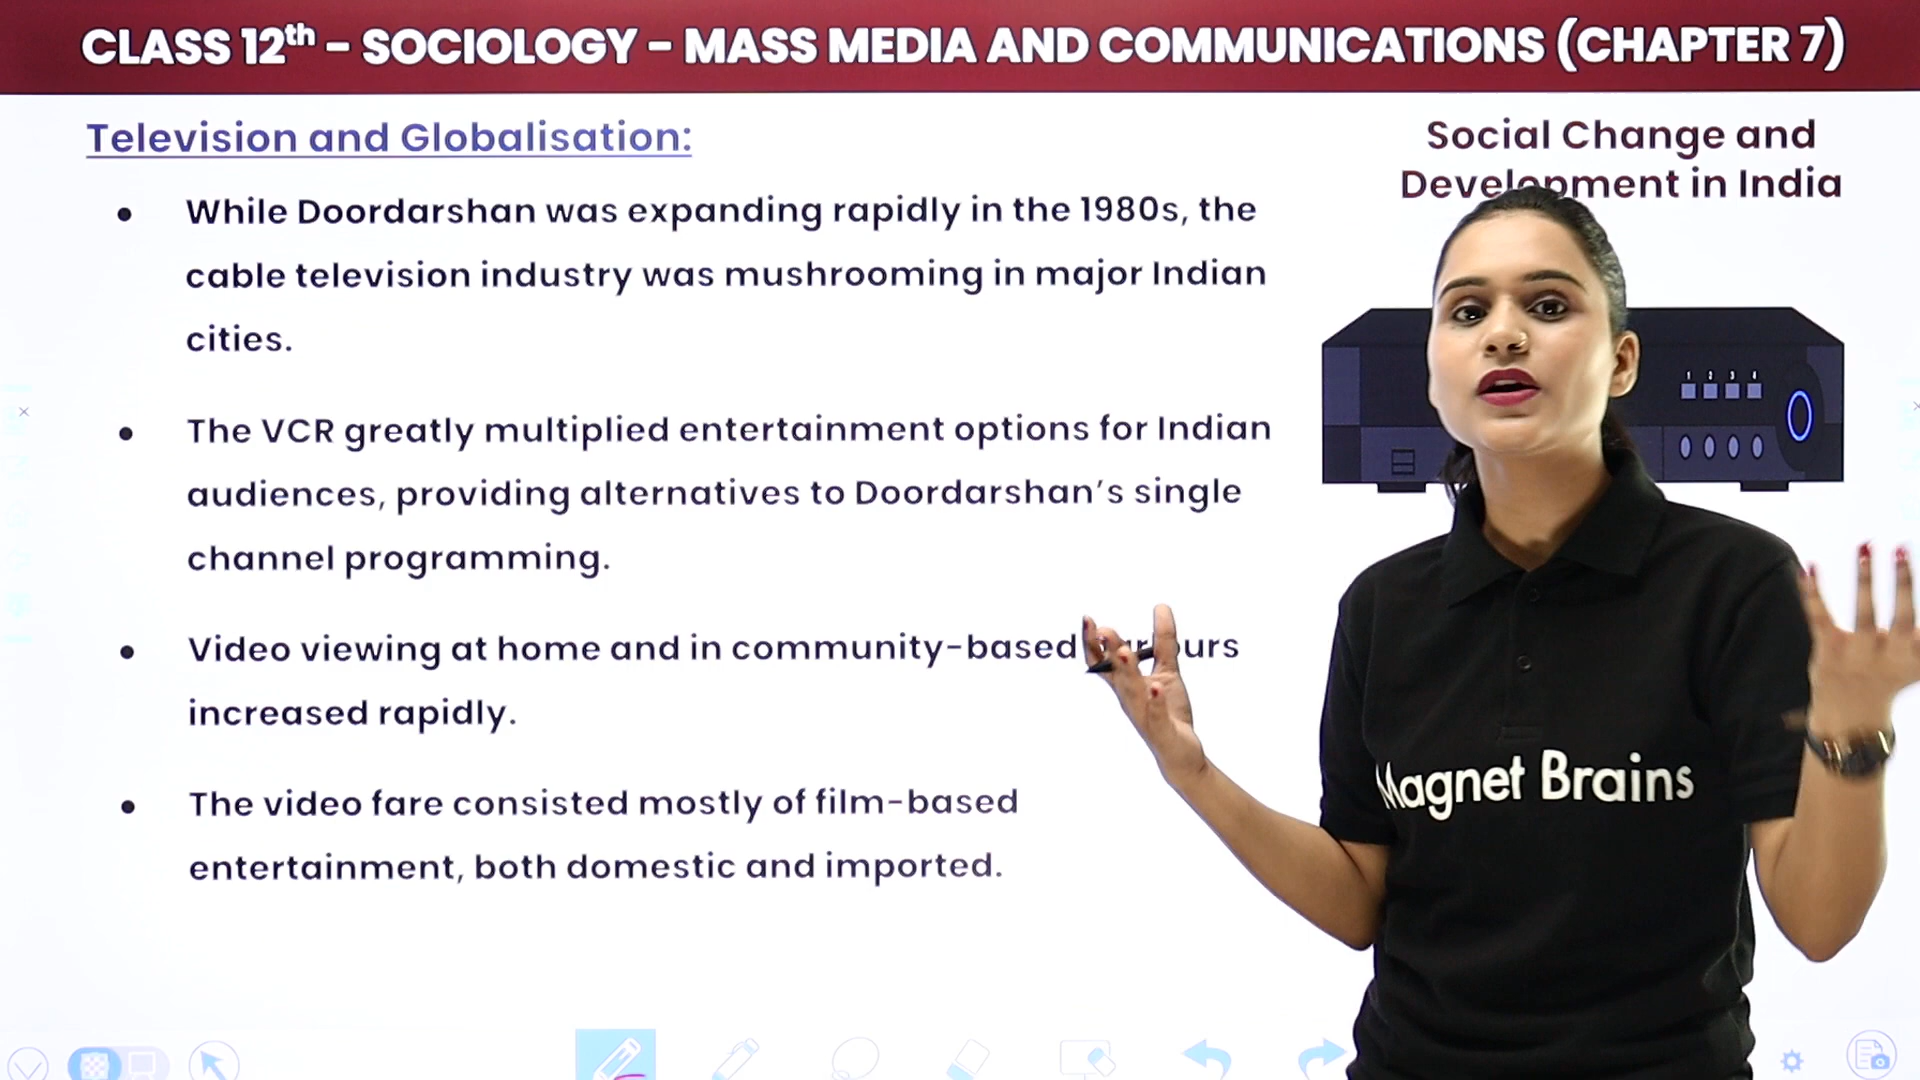 CLASS 12th - SOCIOLOGY - MASS MEDIA AND COMMUNICATIONS (CHAPTER 7)
Television and Globalisation:
Social Change and
Development in India
• While Doordarshan was expanding rapidly in the 1980s, the
cable television industry was mushrooming in major Indian
cities.
• The VCR greatly multiplied entertainment options for Indian
audiences, providing alternatives to Doordarshan's single
channel programming.
• Video viewing at home and in community-based
increased rapidly.
• The video fare consisted mostly of film-based
entertainment, both domestic and imported.
1 2 3 4
Magnet Brains